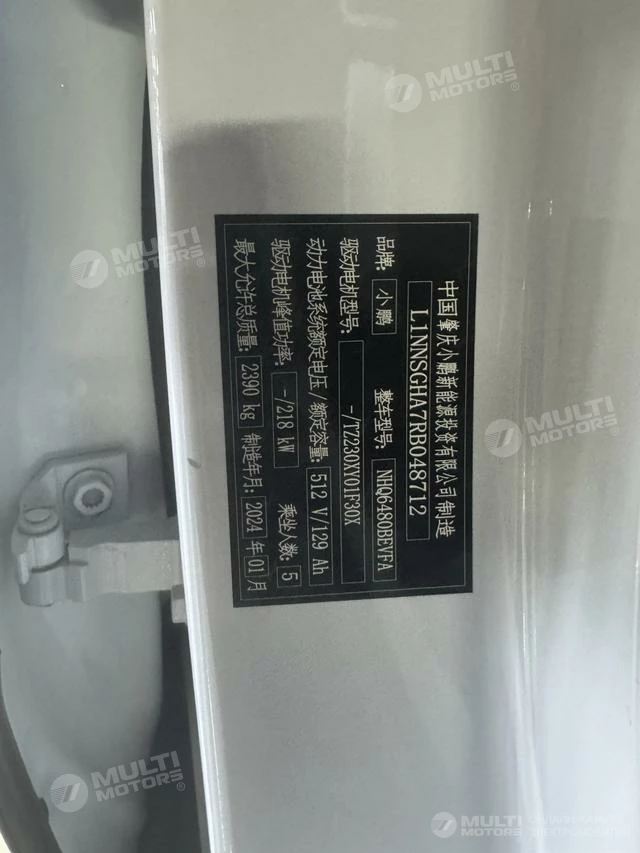 中国肇庆小鹏新能源投资有限公司制造
L1NNSGHA7RB048712
品牌: 小鹏 整车型号: NHQ6480BEVFA
驱动电机型号: -/TZ230XY01F30X
动力电池系统额定电压/额定容量: 512 V/129 Ah
驱动电机峰值功率: -/218 kW 乘坐人数: 5
最大允许总质量: 2390 kg 制造年月: 2024 年 01 月
MULTI
MOTORS®
MULTI
MOTORS®
MULTI
MOTORS®
MULTI
MOTORS®
MULTI
MOTORS